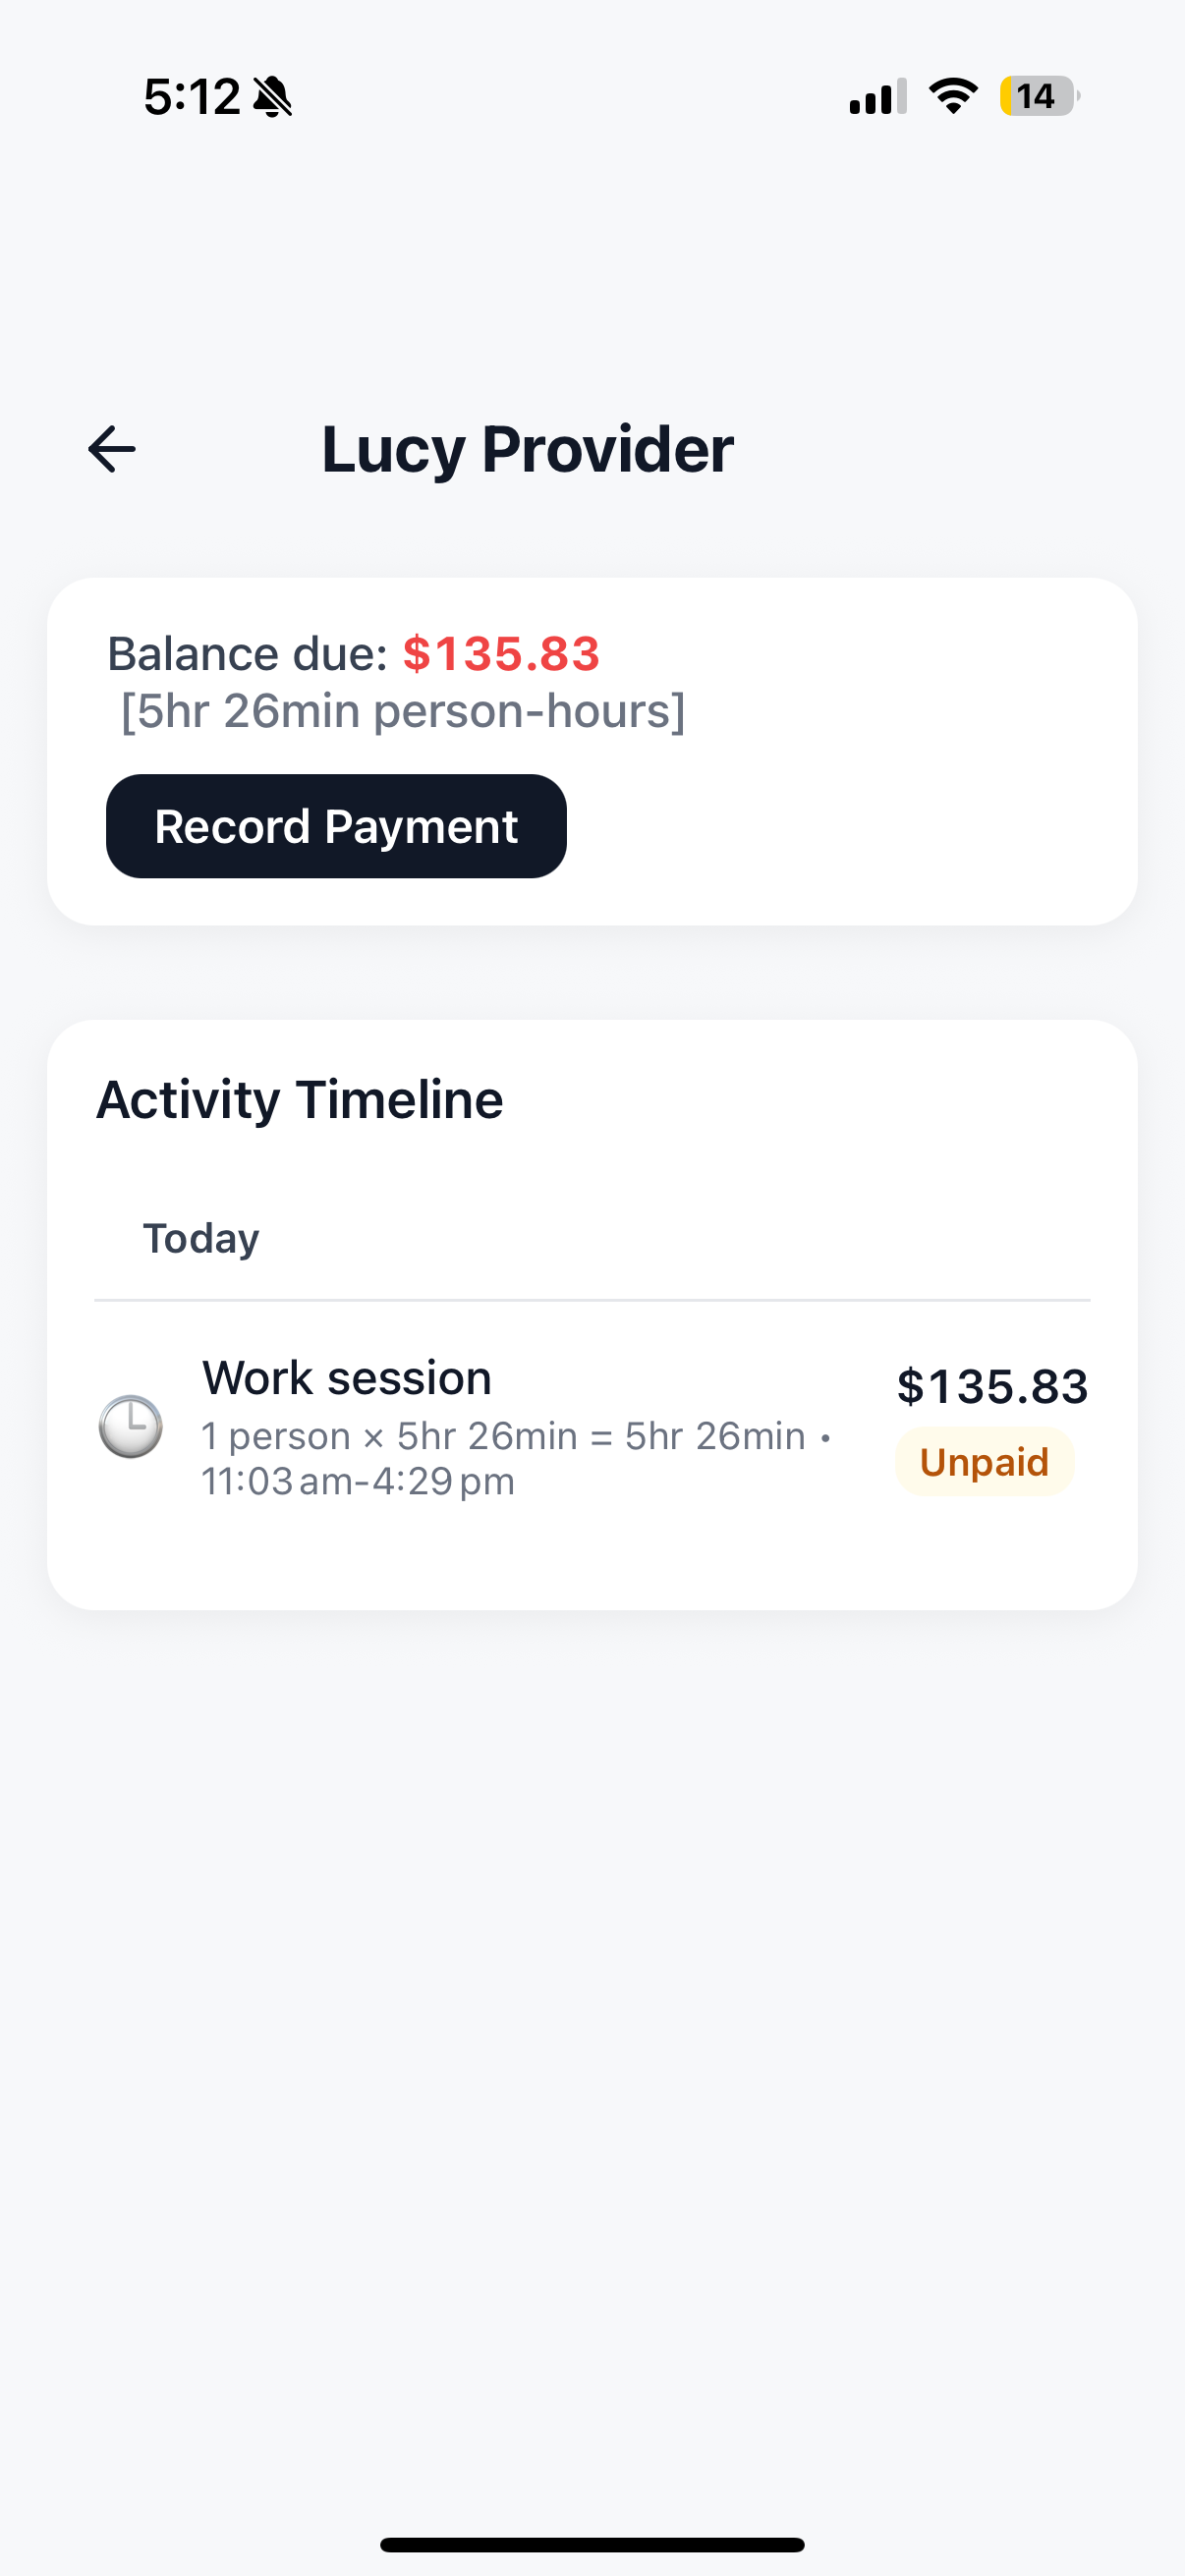 5:12
14
Lucy Provider
Balance due: $135.83
[5hr 26min person-hours]
Record Payment
Activity Timeline
Today
Work session
1 person × 5hr 26min = 5hr 26min •
11:03 am-4:29 pm
$135.83
Unpaid